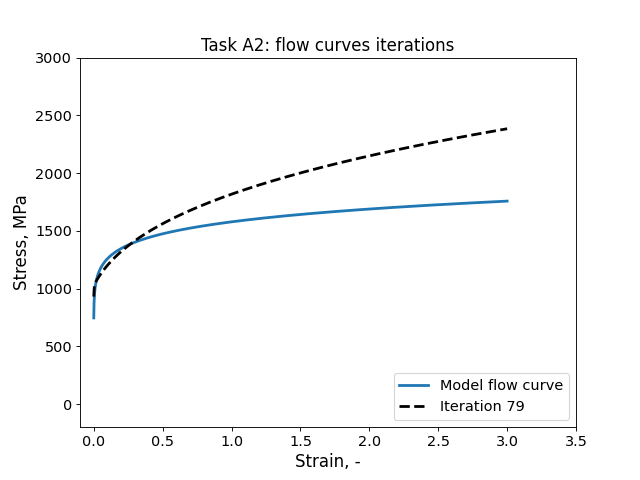 Task A2: flow curves iterations
Stress, MPa
3000
2500
2000
1500
1000
500
0
0.0 0.5 1.0 1.5 2.0 2.5 3.0 3.5
Strain, -
Model flow curve
Iteration 79